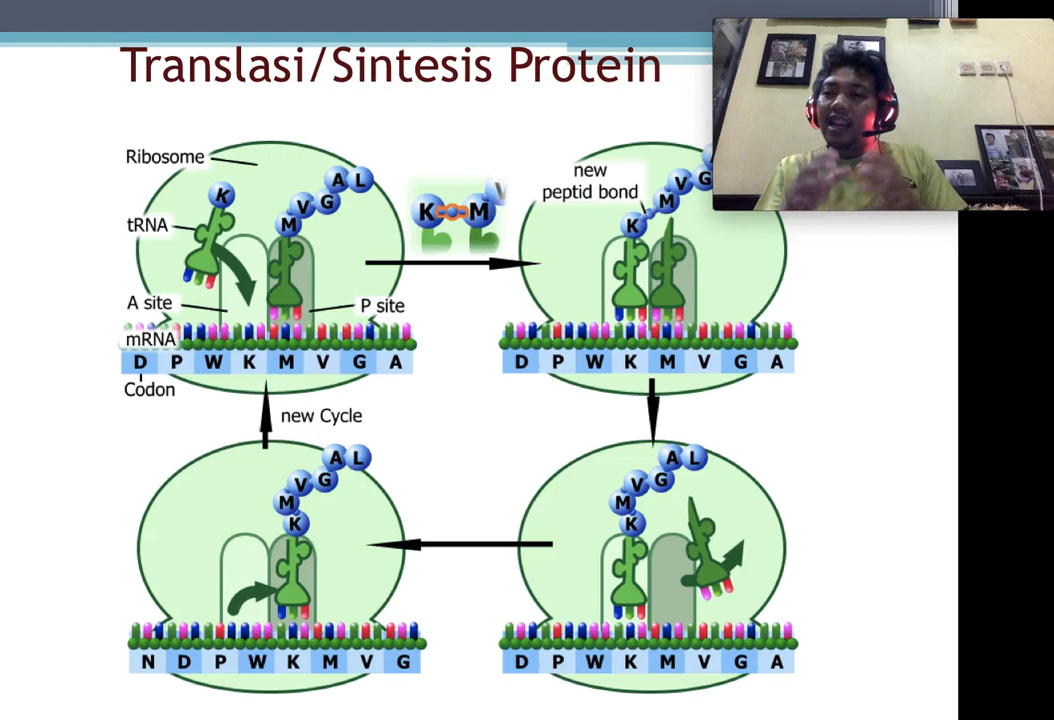 Translasi/Sintesis Protein
Ribosome
K
A L
V G
M
tRNA
A site
P site
mRNA
D P W K M V G A
Codon
K M V
new
peptid bond
V G
M
K
D P W K M V G A
new Cycle
A L
V G
M
K
N D P W K M V G
A L
V G
M
K
D P W K M V G A